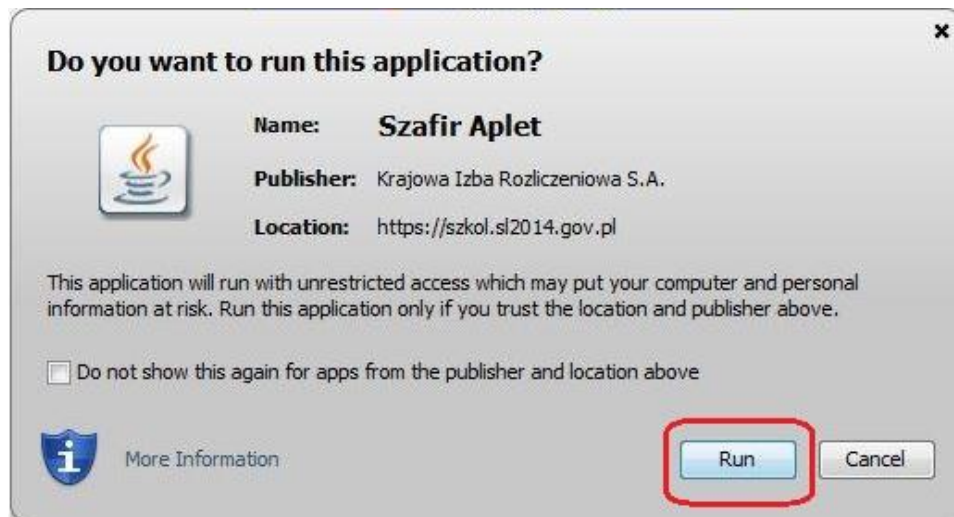 Do you want to run this application?
Name: Szafir Aplet
Publisher: Krajowa Izba Rozliczeniowa S.A.
Location: https://szkol.sl2014.gov.pl
This application will run with unrestricted access which may put your computer and personal
information at risk. Run this application only if you trust the location and publisher above.
Do not show this again for apps from the publisher and location above
More Information
Run
Cancel